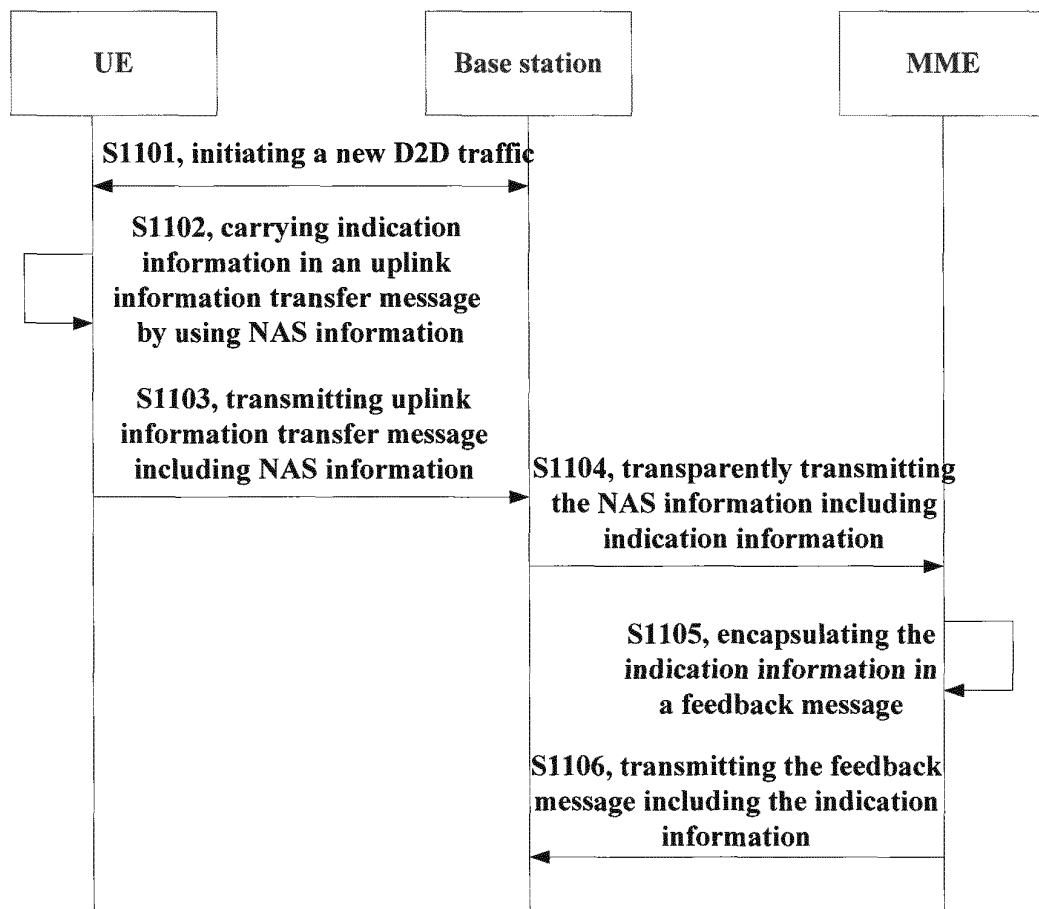 UE
Base station
MME
S1101, initiating a new D2D traffic
S1102, carrying indication
information in an uplink
information transfer message
by using NAS information
S1103, transmitting uplink
information transfer message
including NAS information
S1104, transparently transmitting
the NAS information including
indication information
S1105, encapsulating the
indication information in
a feedback message
S1106, transmitting the feedback
message including the indication
information